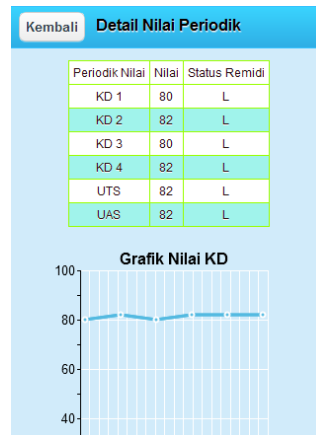 Kembali Detail Nilai Periodik
Periodik Nilai Nilai Status Remidi
KD 1 80 L
KD 2 82 L
KD 3 80 L
KD 4 82 L
UTS 82 L
UAS 82 L
Grafik Nilai KD
100
80
60
40